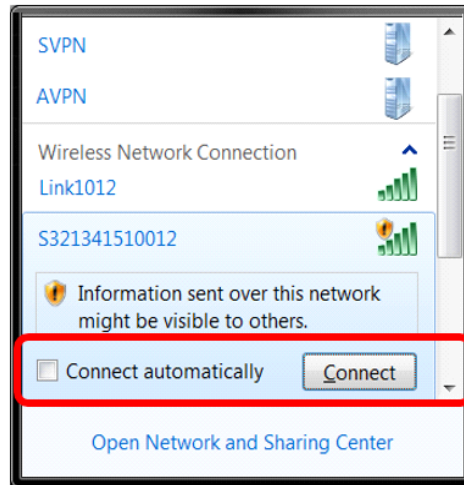 SVPN
AVPN
Wireless Network Connection
Link1012
S321341510012
Information sent over this network
might be visible to others.
Connect automatically
Connect
Open Network and Sharing Center